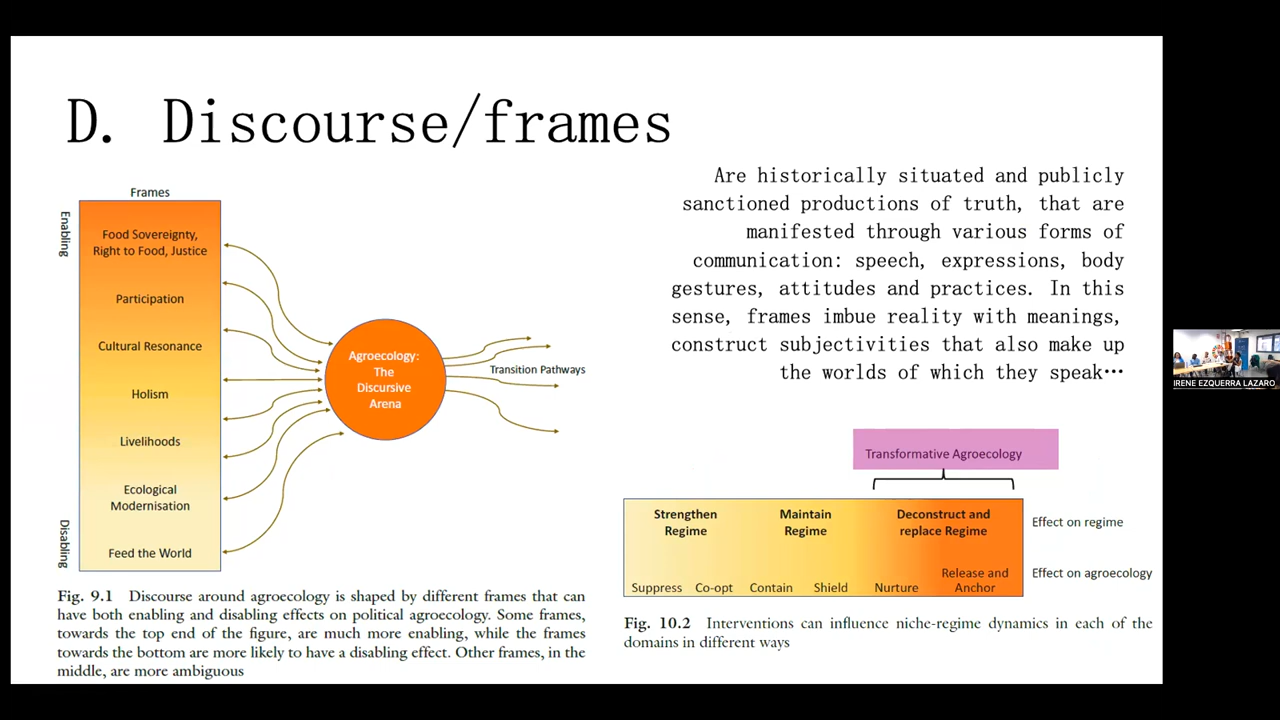 D. Discourse/frames
Frames
Enabling
Disabling
Food Sovereignty,
Right to Food, Justice
Participation
Cultural Resonance
Holism
Livelihoods
Ecological
Modernisation
Feed the World
Agroecology:
The
Discursive
Arena
Transition Pathways
Fig. 9.1 Discourse around agroecology is shaped by different frames that can
have both enabling and disabling effects on political agroecology. Some frames,
towards the top end of the figure, are much more enabling, while the frames
towards the bottom are more likely to have a disabling effect. Other frames, in the
middle, are more ambiguous
Are historically situated and publicly
sanctioned productions of truth, that are
manifested through various forms of
communication: speech, expressions, body
gestures, attitudes and practices. In this
sense, frames imbue reality with meanings,
construct subjectivities that also make up
the worlds of which they speak…
Transformative Agroecology
Strengthen
Regime
Maintain
Regime
Deconstruct and
replace Regime
Effect on regime
Suppress
Co-opt
Contain
Shield
Nurture
Release and
Anchor
Effect on agroecology
Fig. 10.2 Interventions can influence niche-regime dynamics in each of the
domains in different ways
IRENE EZQUERRA LAZARO